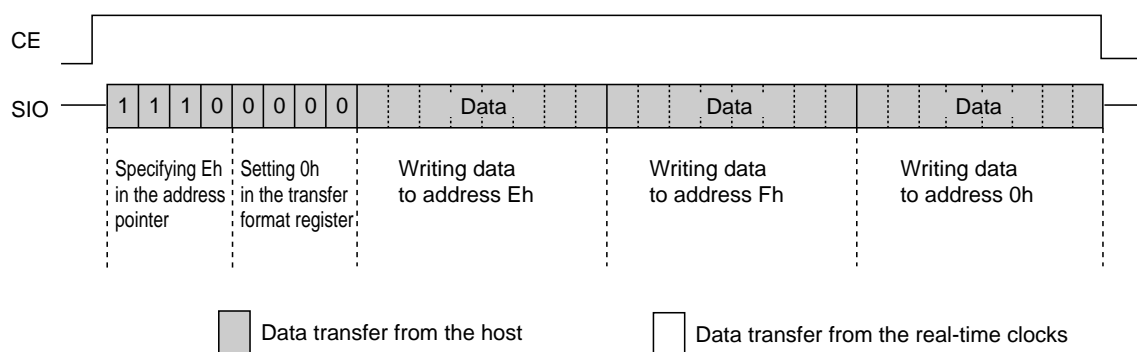 CE
SIO
1 1 1 0 0 0 0 0 Data Data Data
Specifying Eh
in the address
pointer
Setting 0h
in the transfer
format register
Writing data
to address Eh
Writing data
to address Fh
Writing data
to address 0h
Data transfer from the host
Data transfer from the real-time clocks